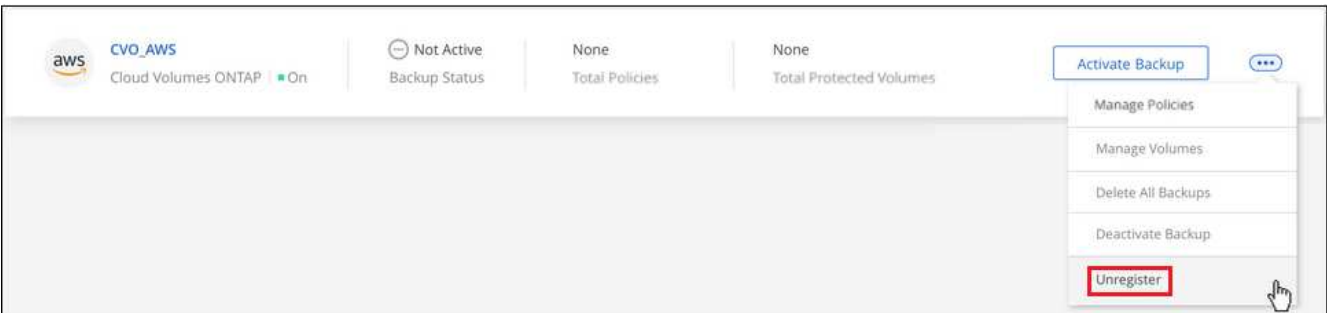 aws
CVO_AWS
Cloud Volumes ONTAP
On
Not Active
Backup Status
None
Total Policies
None
Total Protected Volumes
Activate Backup
Manage Policies
Manage Volumes
Delete All Backups
Deactivate Backup
Unregister